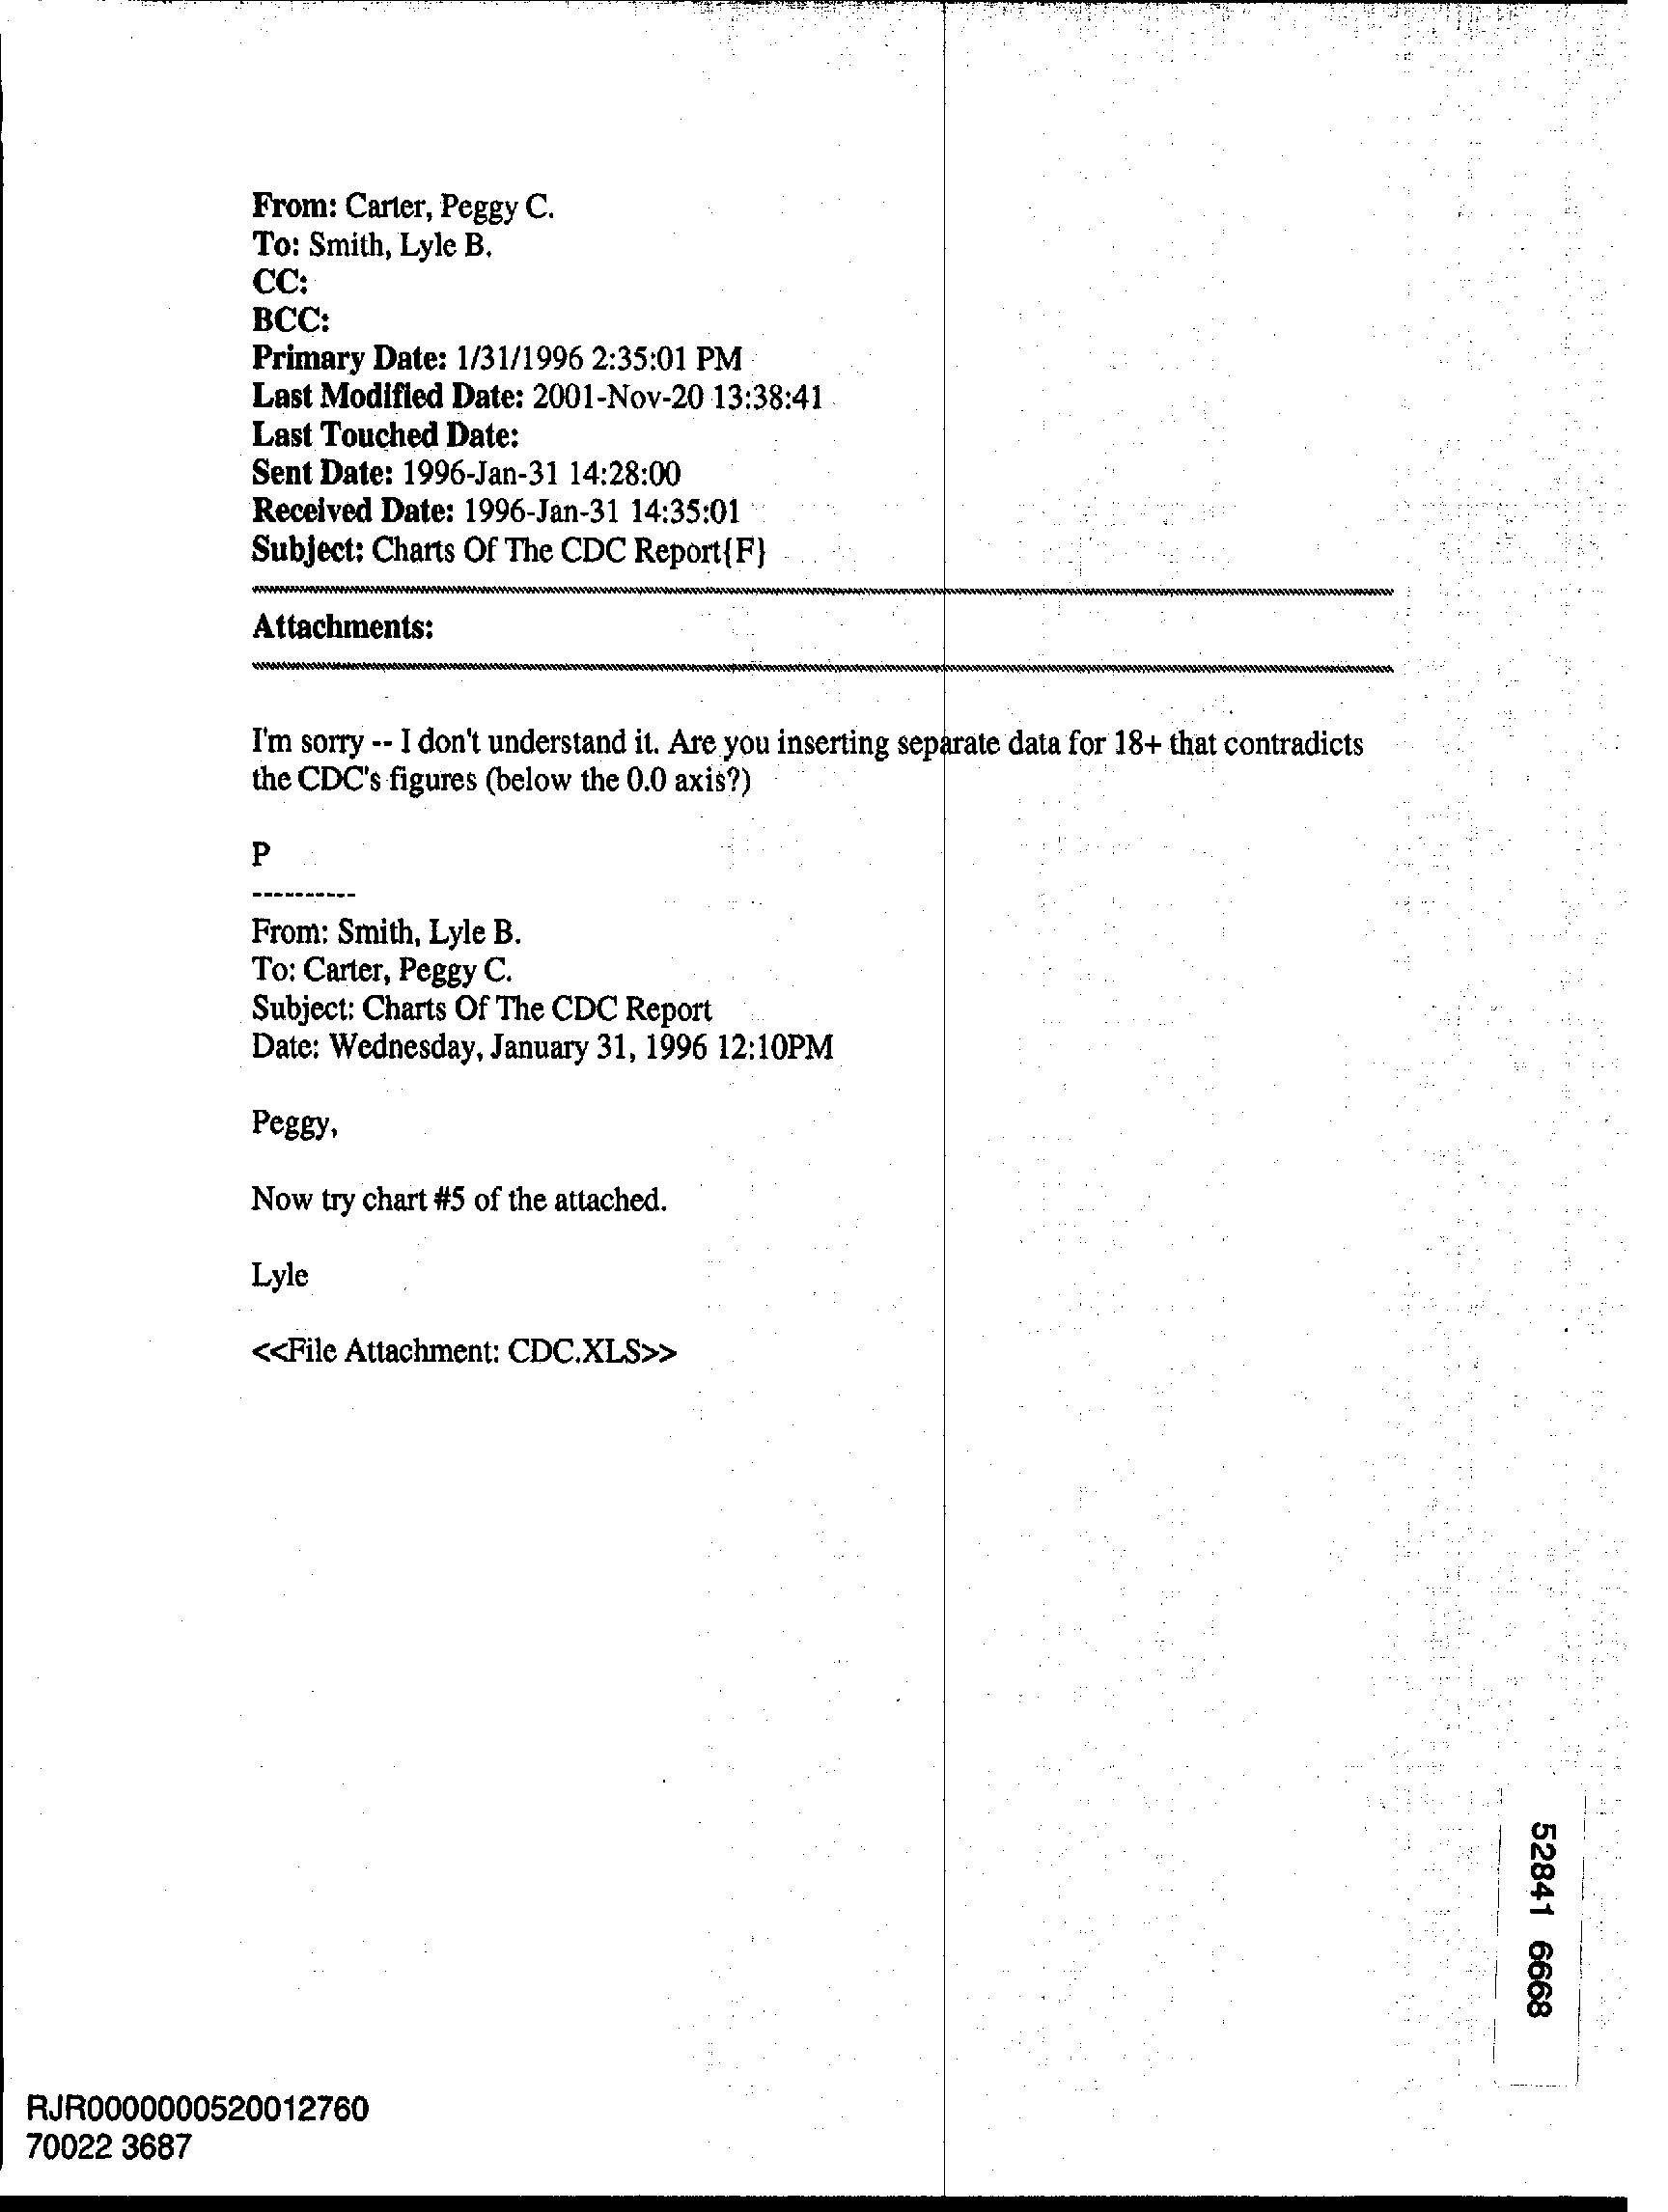 From: Carter, Peggy C.
To: Smith, Lyle B.
CC:
BCC:
Primary Date: 1/31/1996 2:35:01 PM
Last Modified Date: 2001-Nov-20 13:38:41
Last Touched Date:
Sent Date: 1996-Jan-31 14:28:00
Received Date: 1996-Jan-31 14:35:01
Subject: Charts Of The CDC Report{F}
Attachments:
I'm sorry -- I don't understand it. Are you inserting separate data for 18+ that contradicts
the CDC's figures (below the 0.0 axis?)
P
----------
From: Smith, Lyle B.
To: Carter, Peggy C.
Subject: Charts Of The CDC Report
Date: Wednesday, January 31, 1996 12:10PM
Peggy,
Now try chart #5 of the attached.
Lyle
<<File Attachment: CDC.XLS>>
52841 6668
RJR0000000520012760
70022 3687